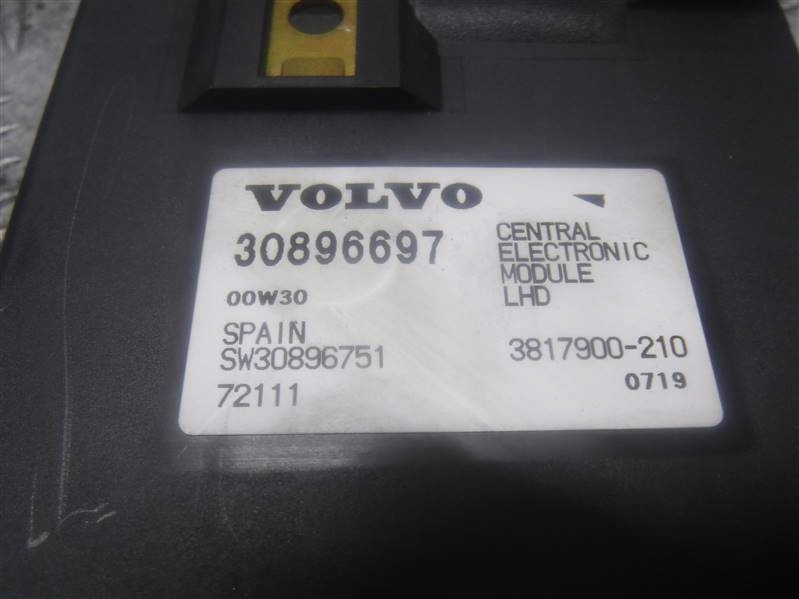 VOLVO
30896697
CENTRAL
ELECTRONIC
MODULE
LHD
00W30
SPAIN
SW30896751
3817900-210
72111
0719